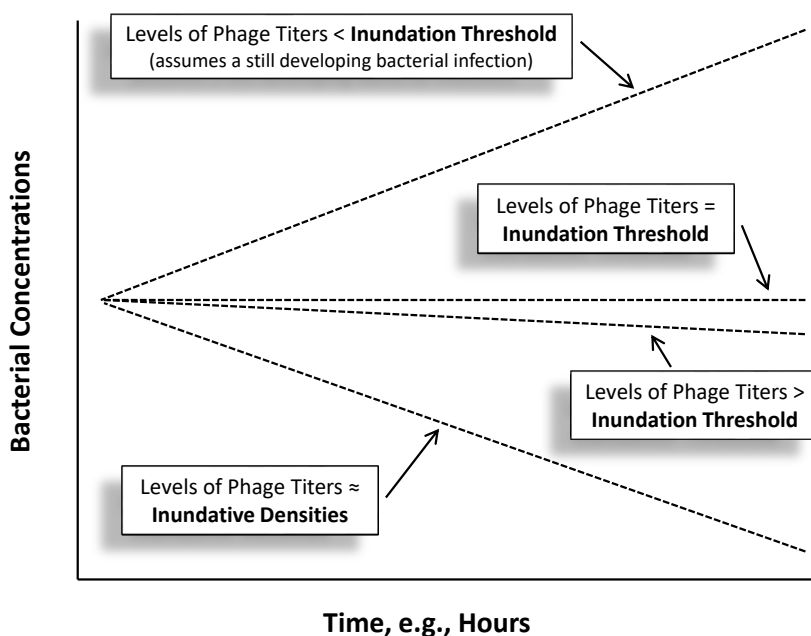 Levels of Phage Titers < Inundation Threshold
(assumes a still developing bacterial infection)
Levels of Phage Titers =
Inundation Threshold
Levels of Phage Titers >
Inundation Threshold
Levels of Phage Titers ≈
Inundative Densities
Bacterial Concentrations
Time, e.g., Hours